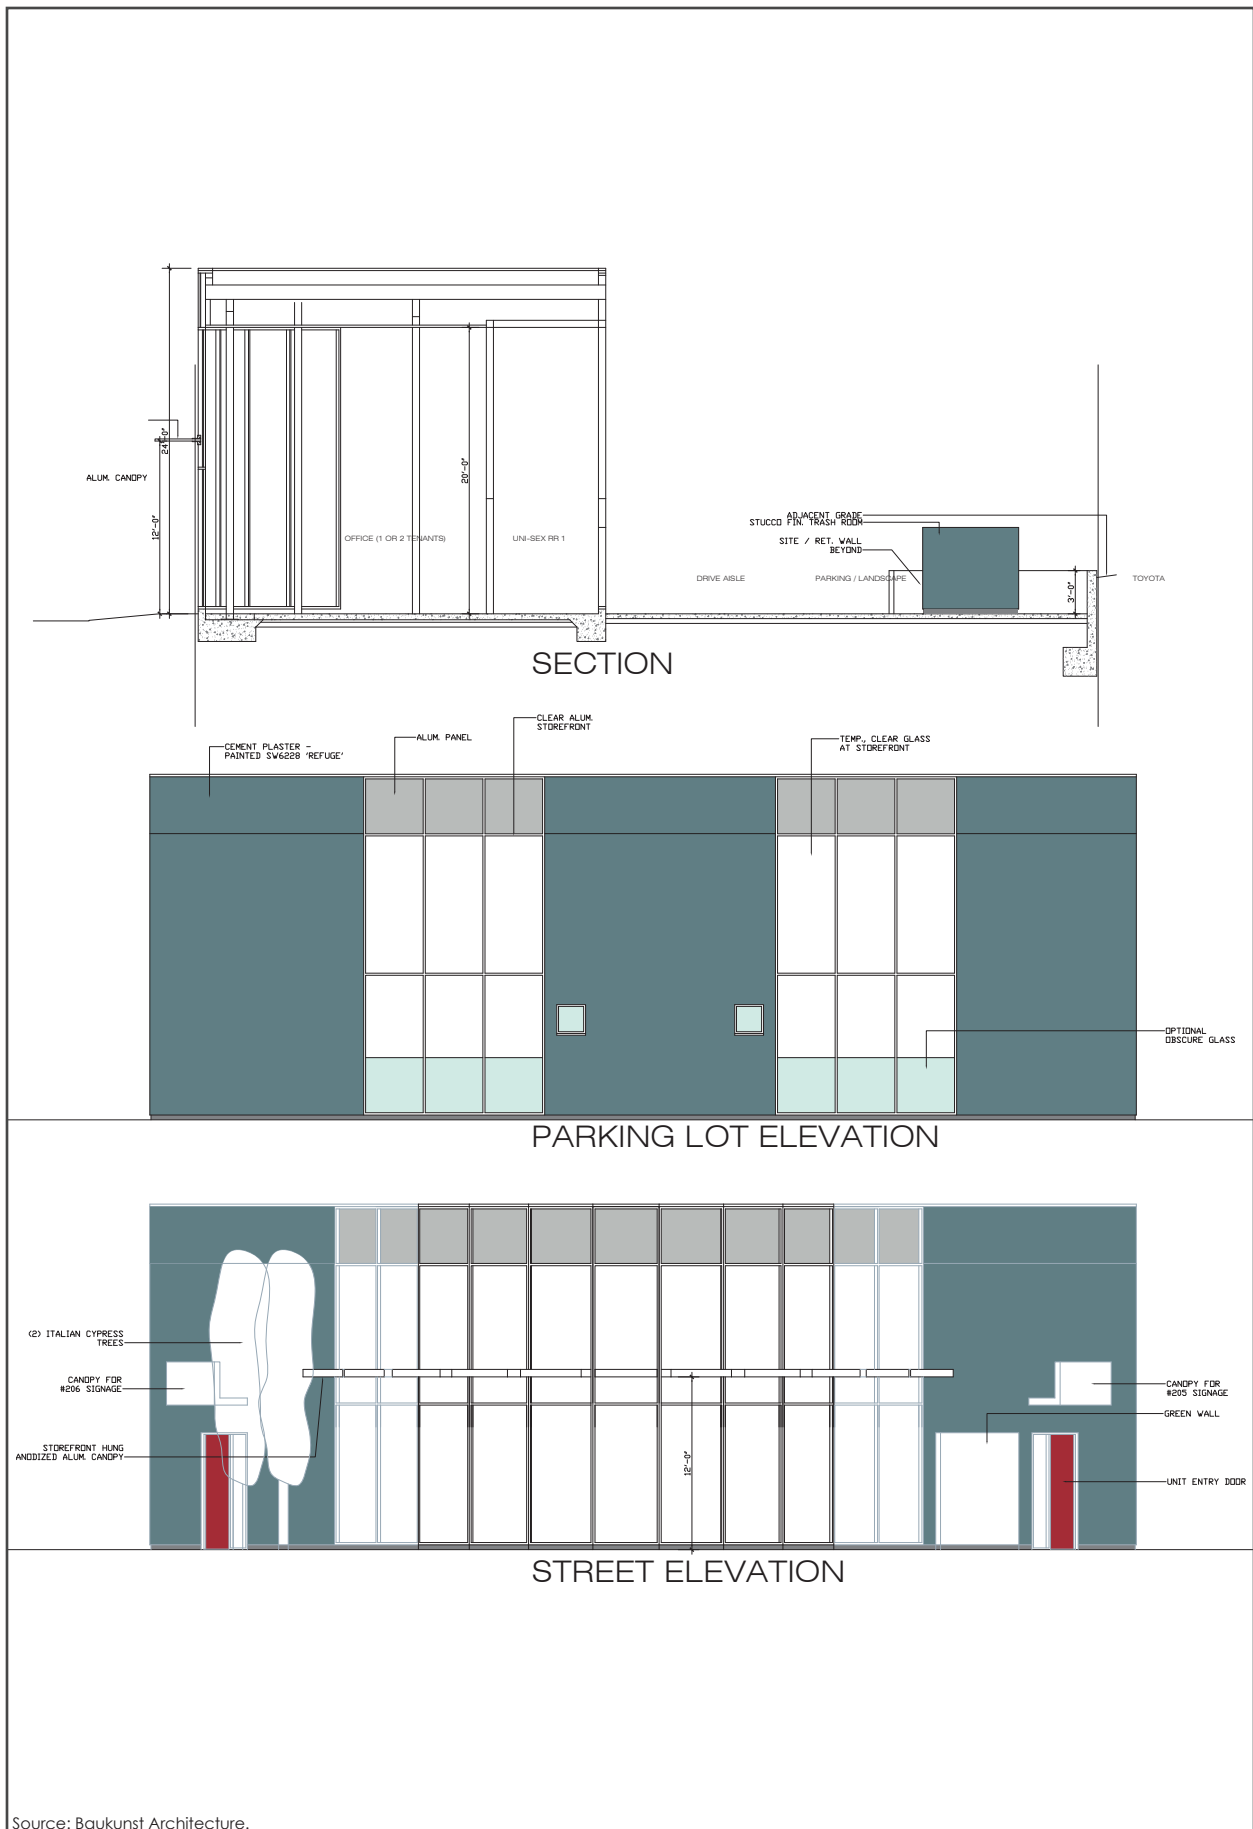 24'-0"
ALUM. CANOPY
12'-0"
20'-0"
OFFICE (1 OR 2 TENANTS)
UNI-SEX RR 1
ADJACENT GRADE
STUCCO FIN. TRASH ROOM
SITE / RET. WALL
BEYOND
DRIVE AISLE
PARKING / LANDSCAPE
3'-0"
TOYOTA
SECTION
CEMENT PLASTER -
PAINTED SW6228 'REFUGE'
ALUM. PANEL
CLEAR ALUM.
STOREFRONT
TEMP., CLEAR GLASS
AT STOREFRONT
OPTIONAL
OBSCURE GLASS
PARKING LOT ELEVATION
(2) ITALIAN CYPRESS
TREES
CANOPY FOR
#206 SIGNAGE
STOREFRONT HUNG
ANODIZED ALUM. CANOPY
12'-0"
CANOPY FOR
#205 SIGNAGE
GREEN WALL
UNIT ENTRY DOOR
STREET ELEVATION
Source: Baukunst Architecture.